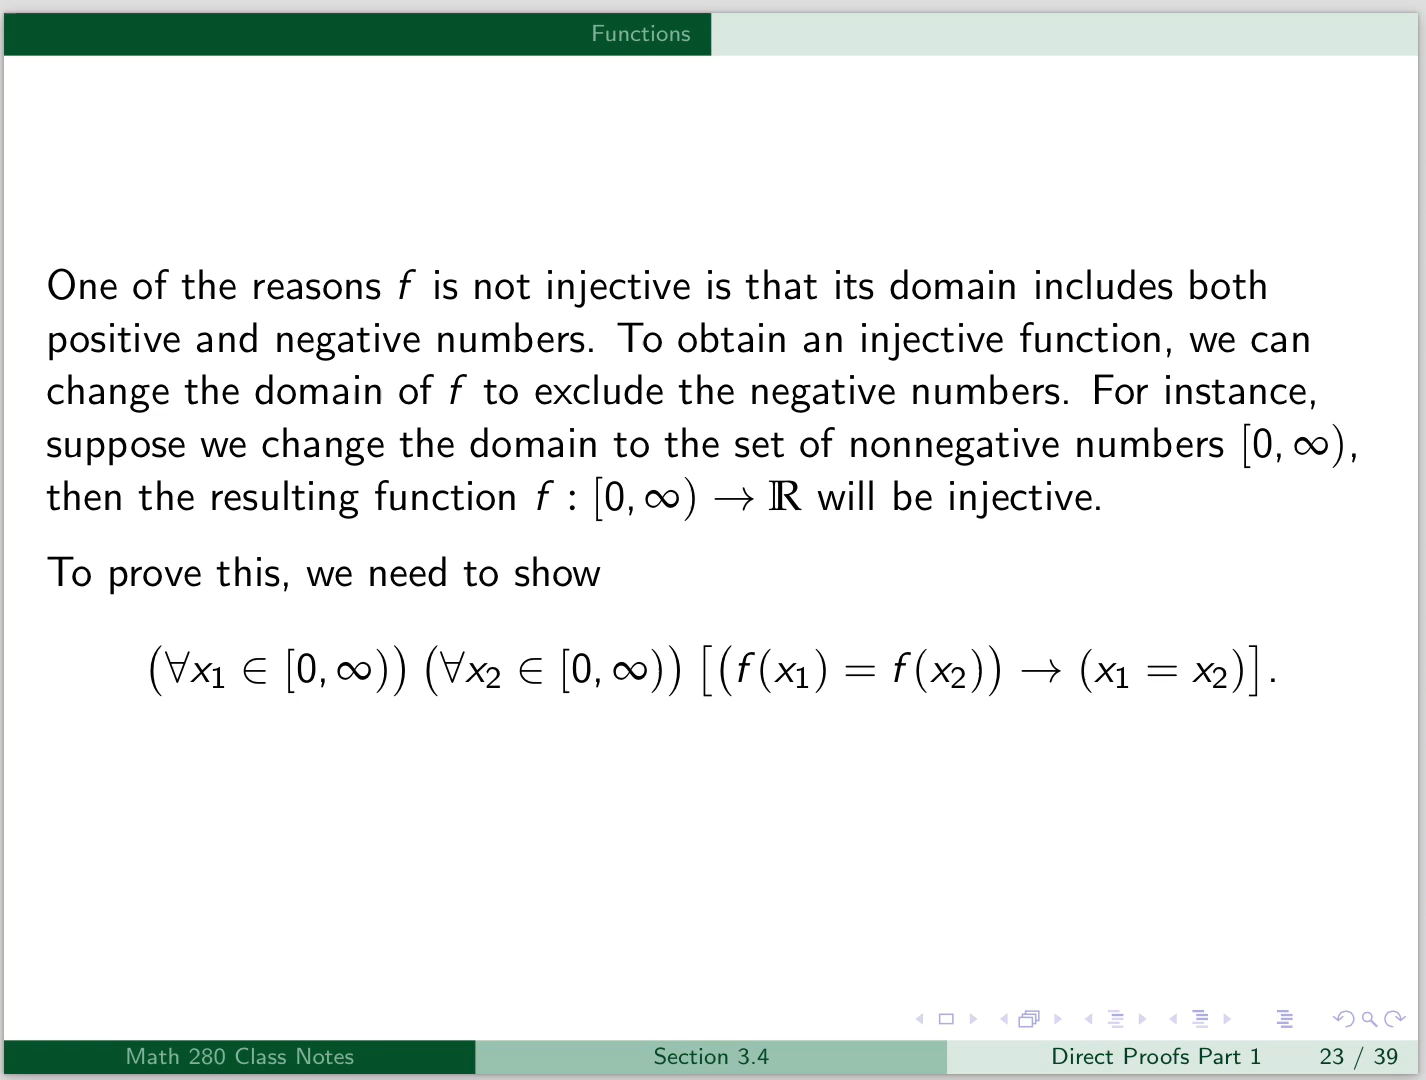 Functions
One of the reasons f is not injective is that its domain includes both
positive and negative numbers. To obtain an injective function, we can
change the domain of f to exclude the negative numbers. For instance,
suppose we change the domain to the set of nonnegative numbers [0, ∞),
then the resulting function f : [0, ∞) → ℝ will be injective.
To prove this, we need to show
(∀x₁ ∈ [0, ∞)) (∀x₂ ∈ [0, ∞)) [(f(x₁) = f(x₂)) → (x₁ = x₂)].
Math 280 Class Notes Section 3.4 Direct Proofs Part 1 23 / 39